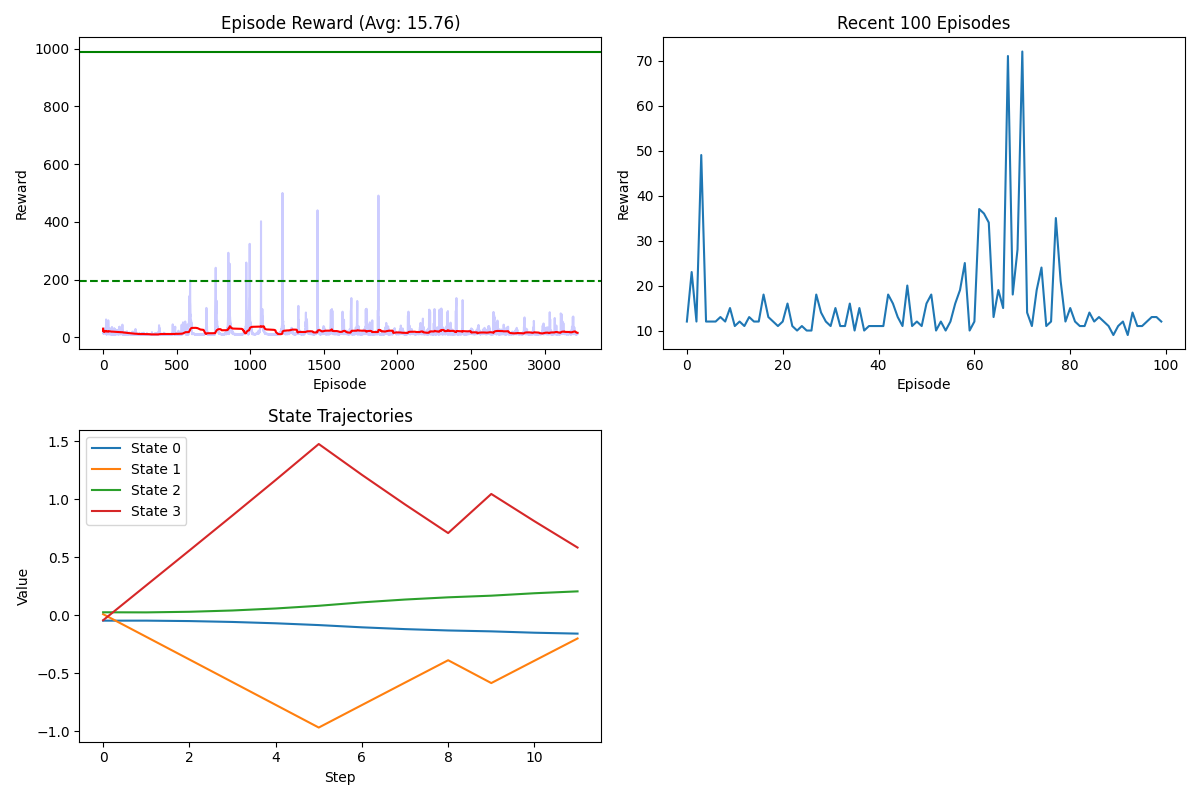 Episode Reward (Avg: 15.76)
1000
800
600
400
200
0
Reward
0 500 1000 1500 2000 2500 3000
Episode
Recent 100 Episodes
70
60
50
40
30
20
10
Reward
0 20 40 60 80 100
Episode
State Trajectories
1.5
1.0
0.5
0.0
−0.5
−1.0
Value
State 0
State 1
State 2
State 3
0 2 4 6 8 10
Step